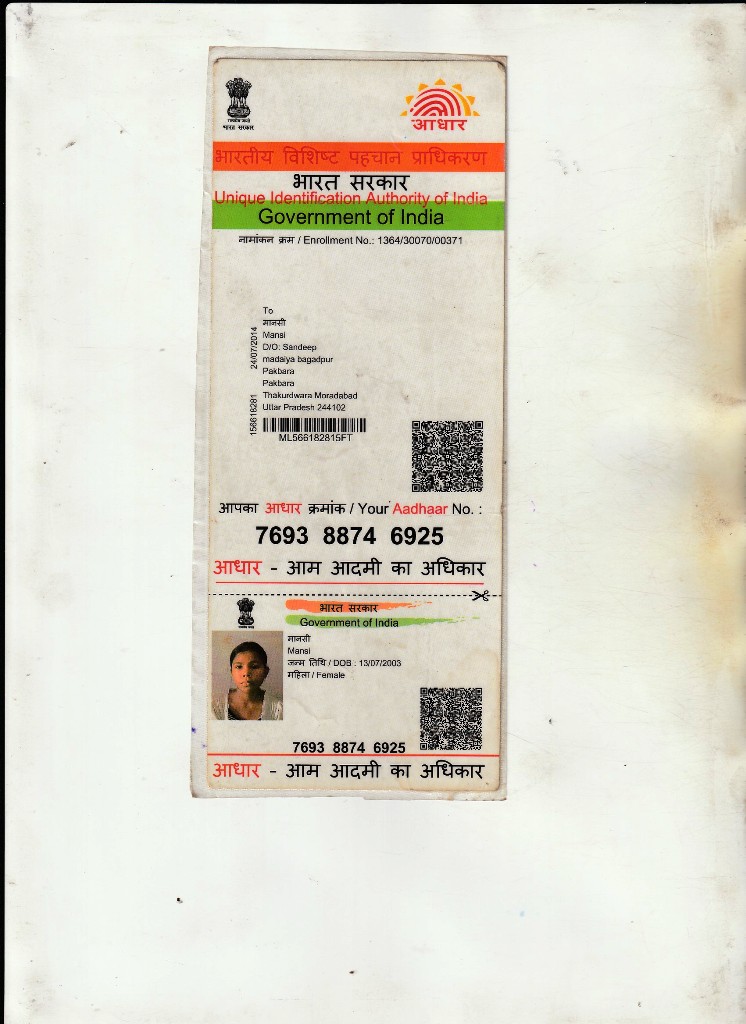 भारत सरकार
आधार
भारतीय विशिष्ट पहचान प्राधिकरण
भारत सरकार
Unique Identification Authority of India
Government of India
नामांकन क्रम / Enrollment No.: 1364/30070/00371
To
मानसी
Mansi
D/O: Sandeep
madaiya bagadpur
Pakbara
Pakbara
Thakurdwara Moradabad
Uttar Pradesh 244102
24/07/2014
ML566182815FT
आपका आधार क्रमांक / Your Aadhaar No. :
7693 8874 6925
आधार - आम आदमी का अधिकार
भारत सरकार
Government of India
मानसी
Mansi
जन्म तिथि / DOB : 13/07/2003
महिला / Female
7693 8874 6925
आधार - आम आदमी का अधिकार